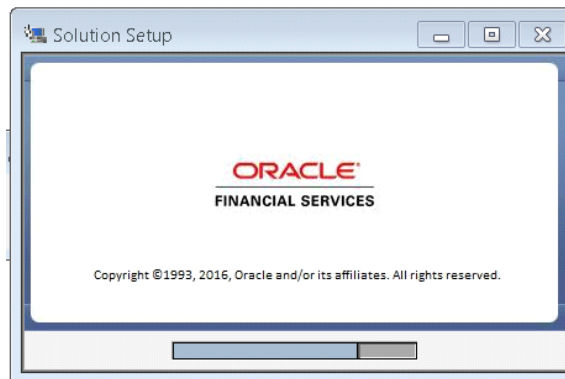 Solution Setup
ORACLE®
FINANCIAL SERVICES
Copyright ©1993, 2016, Oracle and/or its affiliates. All rights reserved.